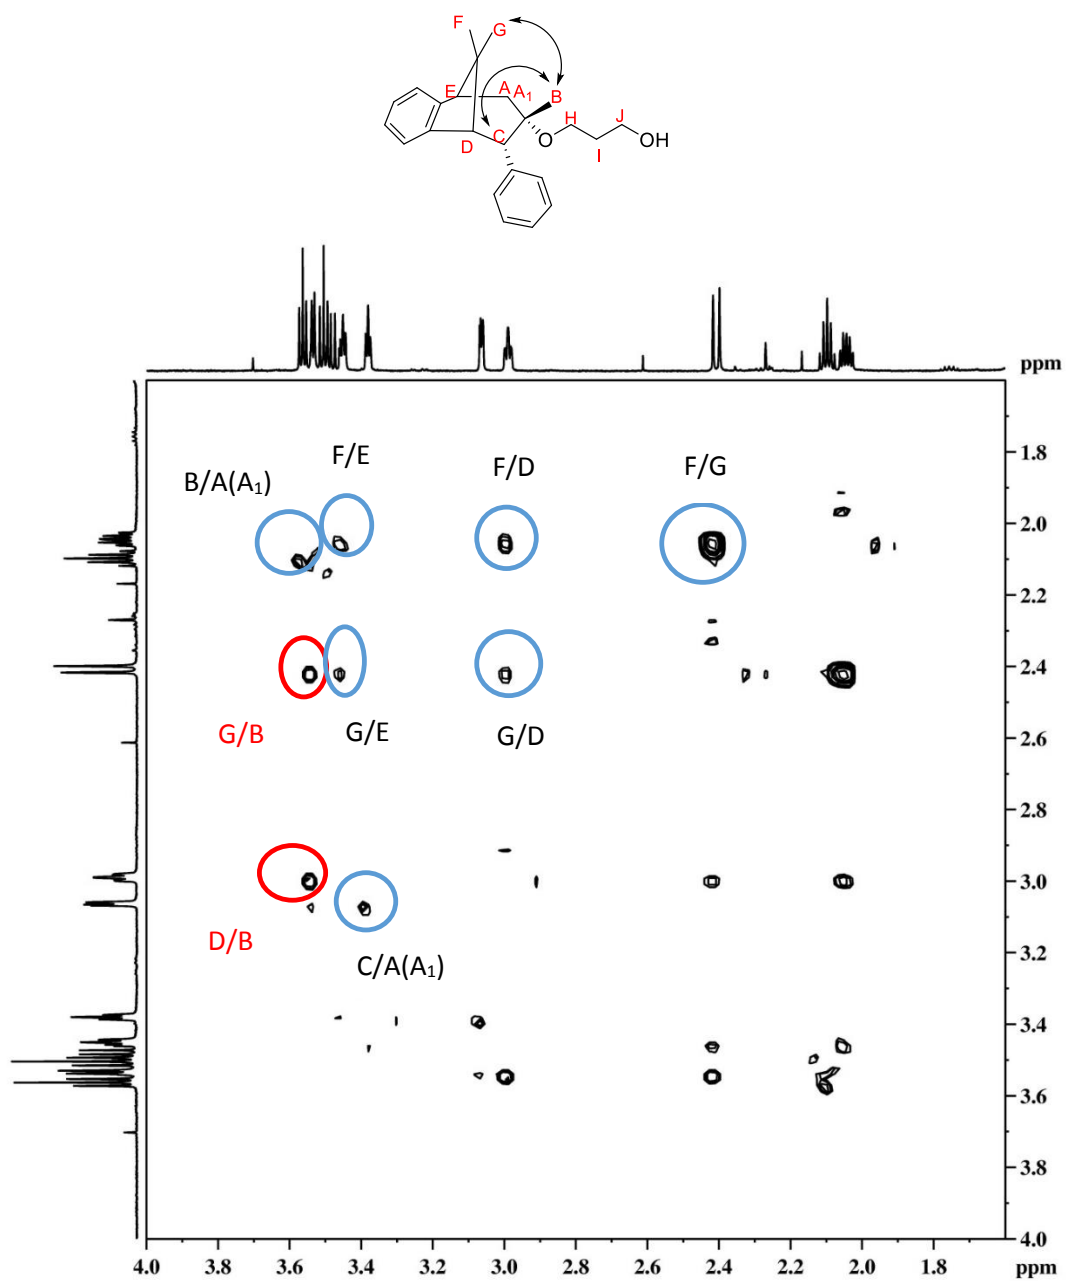 F G
E A A1 B
H J
D C O I OH
ppm
B/A(A₁) F/E F/D F/G
1.8
2.0
2.2
2.4
G/B G/E G/D
2.6
2.8
3.0
D/B
C/A(A₁)
3.2
3.4
3.6
3.8
4.0
4.0 3.8 3.6 3.4 3.2 3.0 2.8 2.6 2.4 2.2 2.0 1.8 ppm